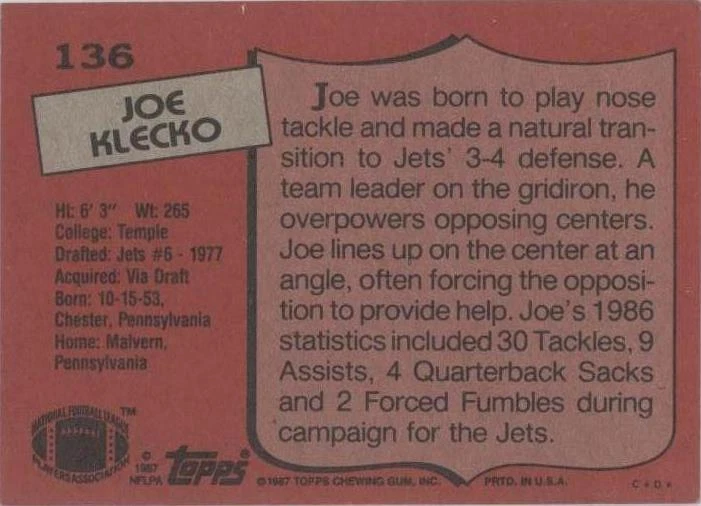 136
JOE
KLECKO
Ht: 6' 3" Wt: 265
College: Temple
Drafted: Jets #6 - 1977
Acquired: Via Draft
Born: 10-15-53,
Chester, Pennsylvania
Home: Malvern,
Pennsylvania
Joe was born to play nose
tackle and made a natural tran-
sition to Jets' 3-4 defense. A
team leader on the gridiron, he
overpowers opposing centers.
Joe lines up on the center at an
angle, often forcing the opposi-
tion to provide help. Joe's 1986
statistics included 30 Tackles, 9
Assists, 4 Quarterback Sacks
and 2 Forced Fumbles during
campaign for the Jets.
NATIONAL FOOTBALL LEAGUE
PLAYERS ASSOCIATION
TM
© 1987 NFLPA
topps®
© 1987 TOPPS CHEWING GUM, INC. PRTD. IN U.S.A.
C * D *